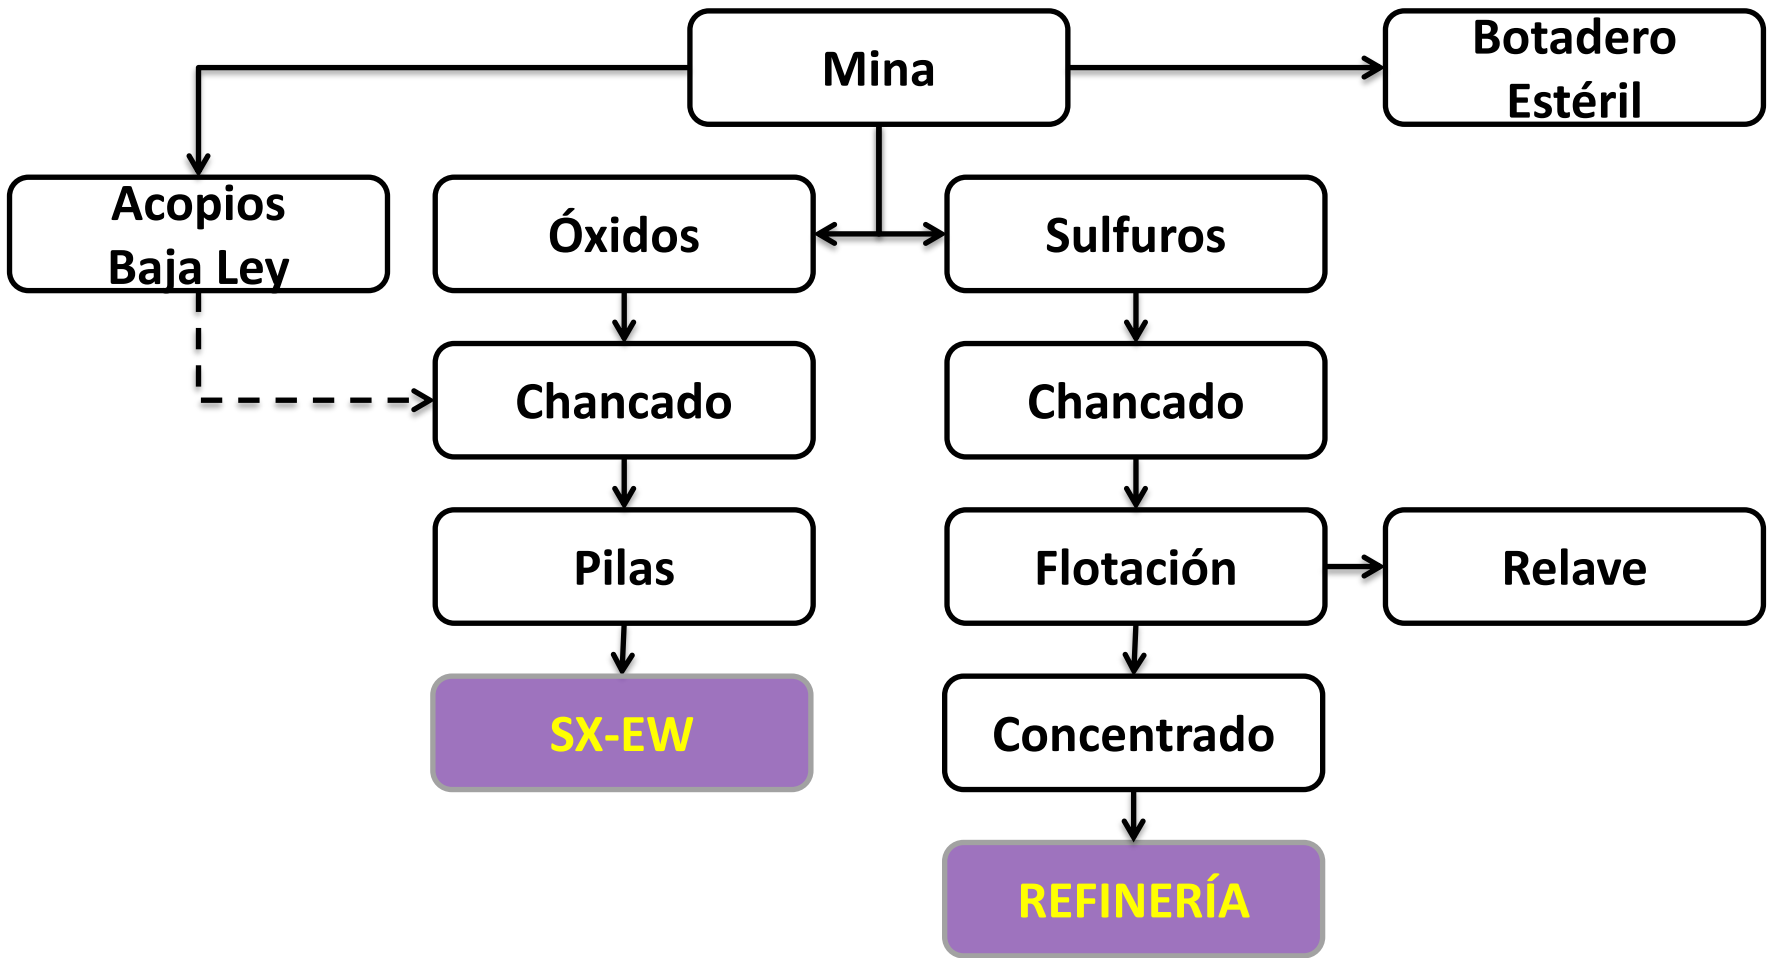 Mina
Botadero
Estéril
Acopios
Baja Ley
Óxidos
Sulfuros
Chancado
Chancado
Pilas
Flotación
Relave
SX-EW
Concentrado
REFINERÍA